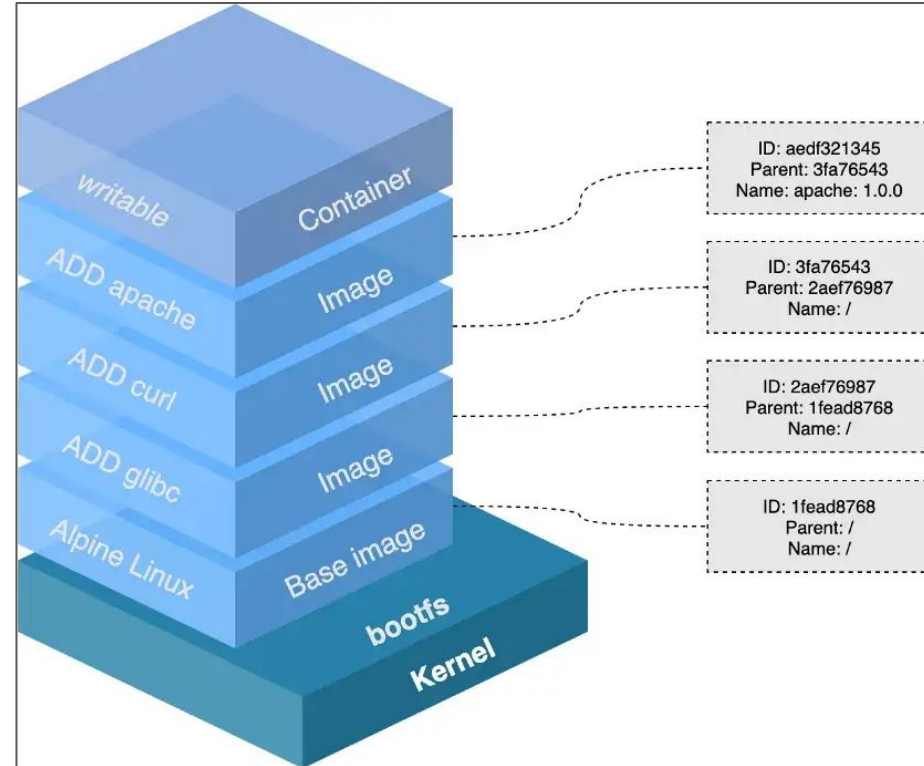 writable
Container
ADD apache
Image
ADD curl
Image
ADD glibc
Image
Alpine Linux
Base image
bootfs
Kernel
ID: aedf321345
Parent: 3fa76543
Name: apache: 1.0.0
ID: 3fa76543
Parent: 2aef76987
Name: /
ID: 2aef76987
Parent: 1fead8768
Name: /
ID: 1fead8768
Parent: /
Name: /